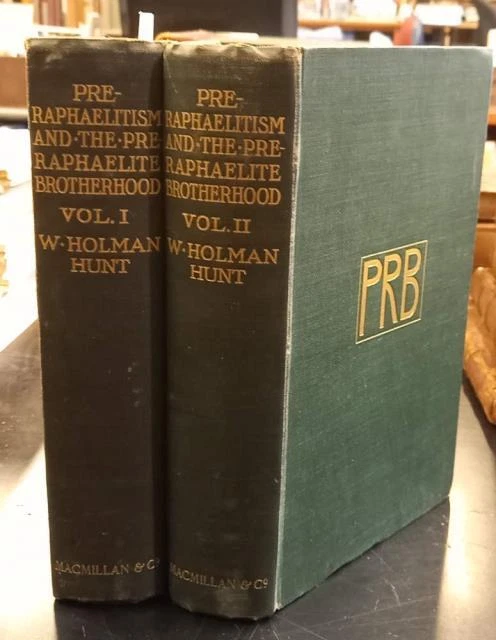 PRE-
RAPHAELITISM
AND·THE·PRE-
RAPHAELITE
BROTHERHOOD
VOL. I
W·HOLMAN
HUNT
MACMILLAN & Cº
PRE-
RAPHAELITISM
AND·THE·PRE-
RAPHAELITE
BROTHERHOOD
VOL. II
W·HOLMAN
HUNT
MACMILLAN & Cº
PRB